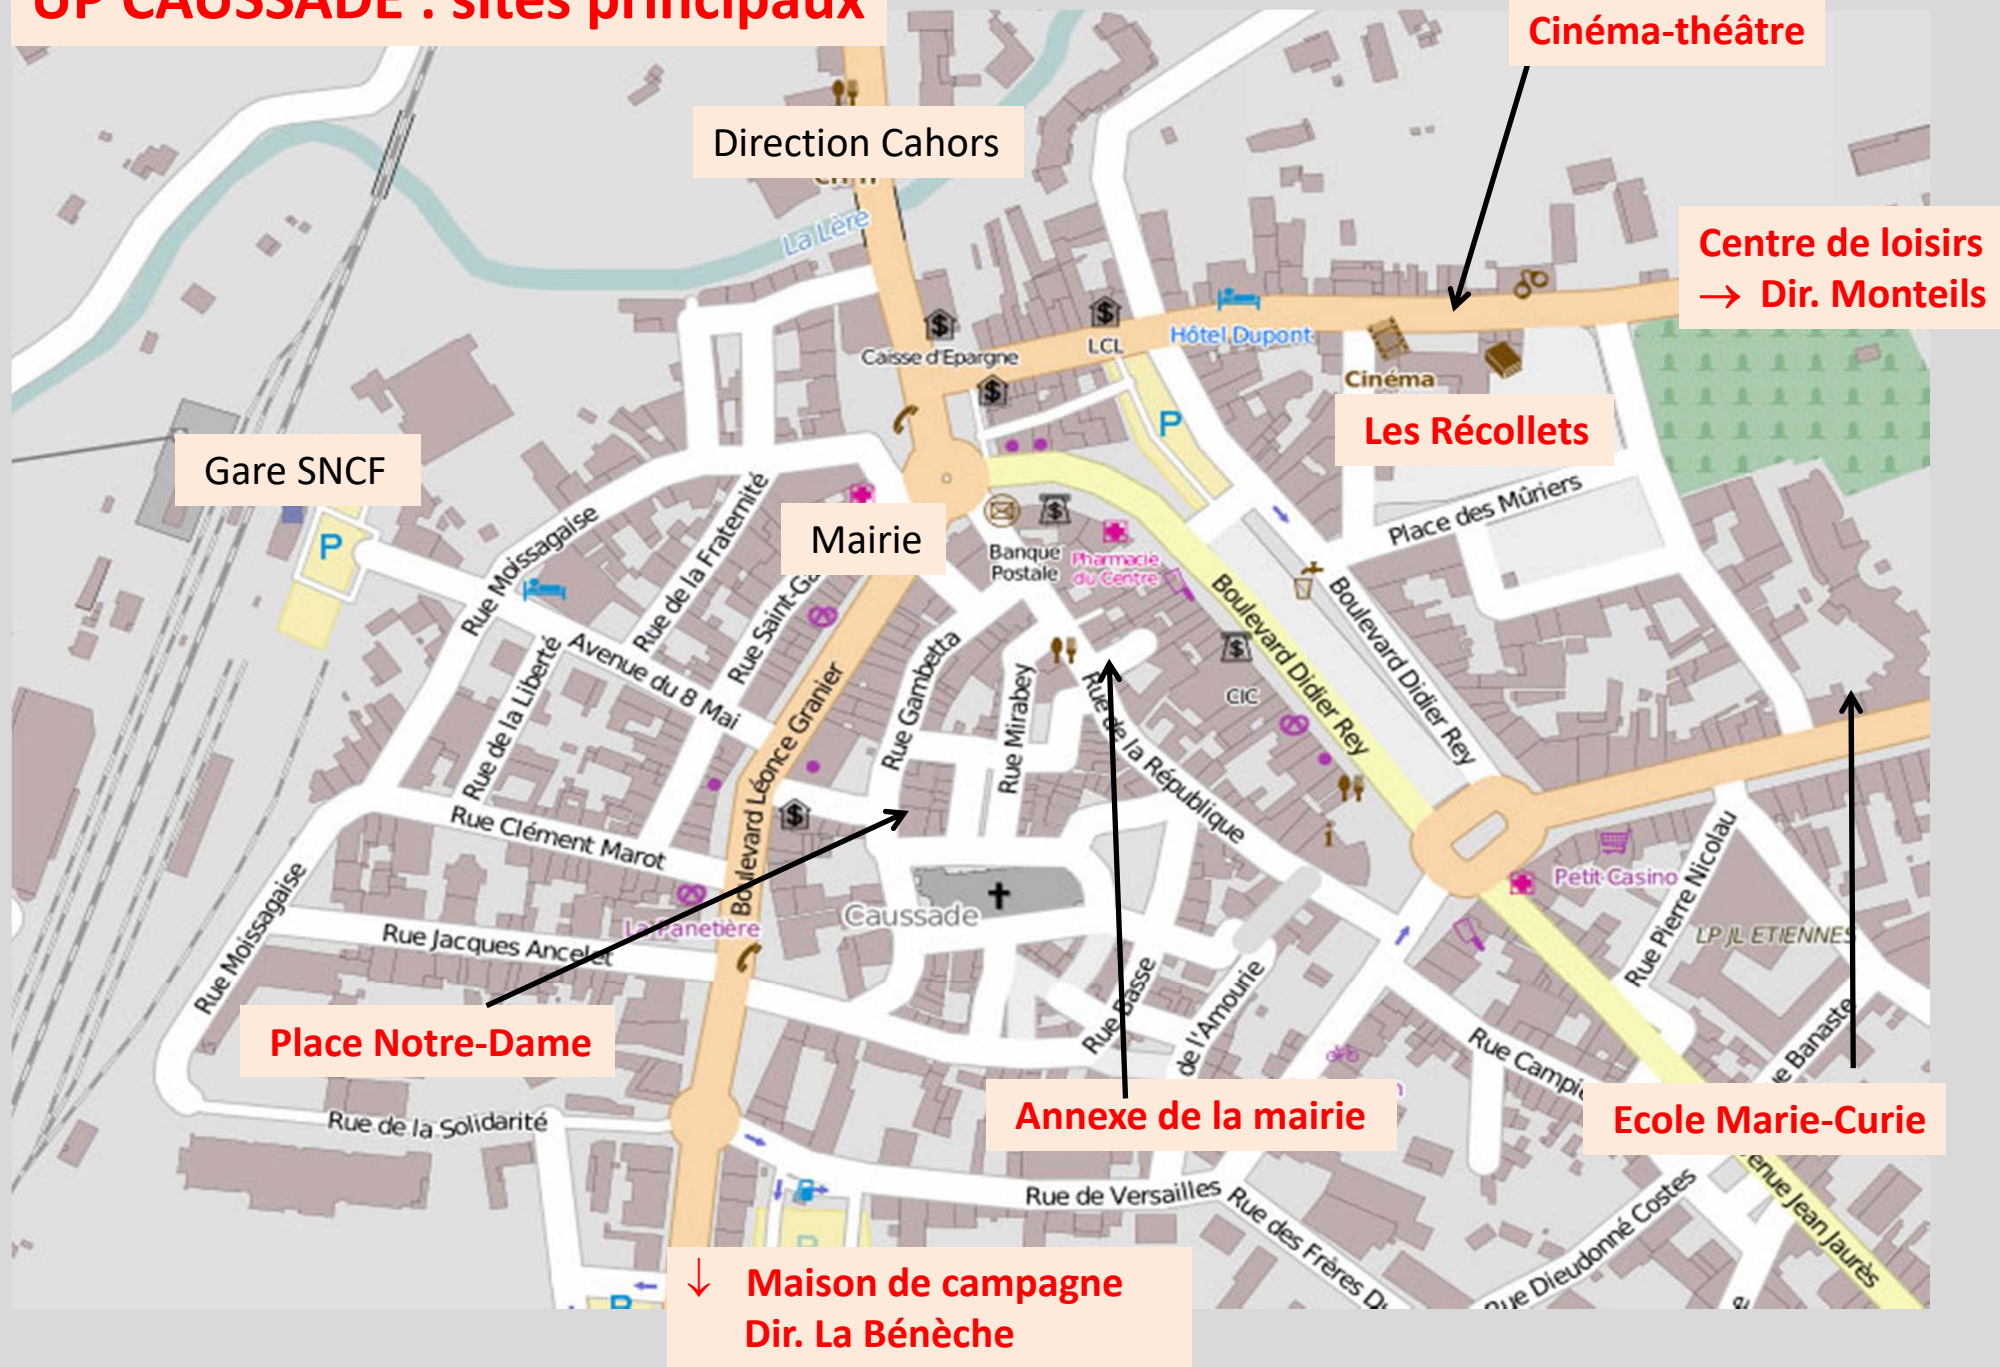 UP CAUSSADE : sites principaux
Cinéma-théâtre
Direction Cahors
La Lère
Centre de loisirs
→ Dir. Monteils
Hôtel Dupont
Caisse d'Epargne
LCL
Cinéma
Les Récollets
P
Gare SNCF
P
Place des Mûriers
Mairie
Banque
Postale
Pharmacie
du Centre
Rue Moissagaise
Rue de la Fraternité
Rue Saint-Ga
Boulevard Didier Rey
Boulevard Didier Rey
Rue de la Liberté
Avenue du 8 Mai
Rue Gambetta
Rue Mirabey
CIC
Boulevard Léonce Granier
Rue de la République
Rue Clément Marot
Petit Casino
Rue Pierre Nicolau
LP JL ETIENNES
La Panetière
Caussade
Rue Moissagaise
Rue Jacques Ancelet
Rue Basse
de l'Amourie
Place Notre-Dame
Rue Campi
e Banaste
Annexe de la mairie
Ecole Marie-Curie
Rue de la Solidarité
Rue de Versailles
Rue des Frères D
Rue Dieudonné Costes
enue Jean Jaurès
P
P
↓ Maison de campagne
Dir. La Bénèche